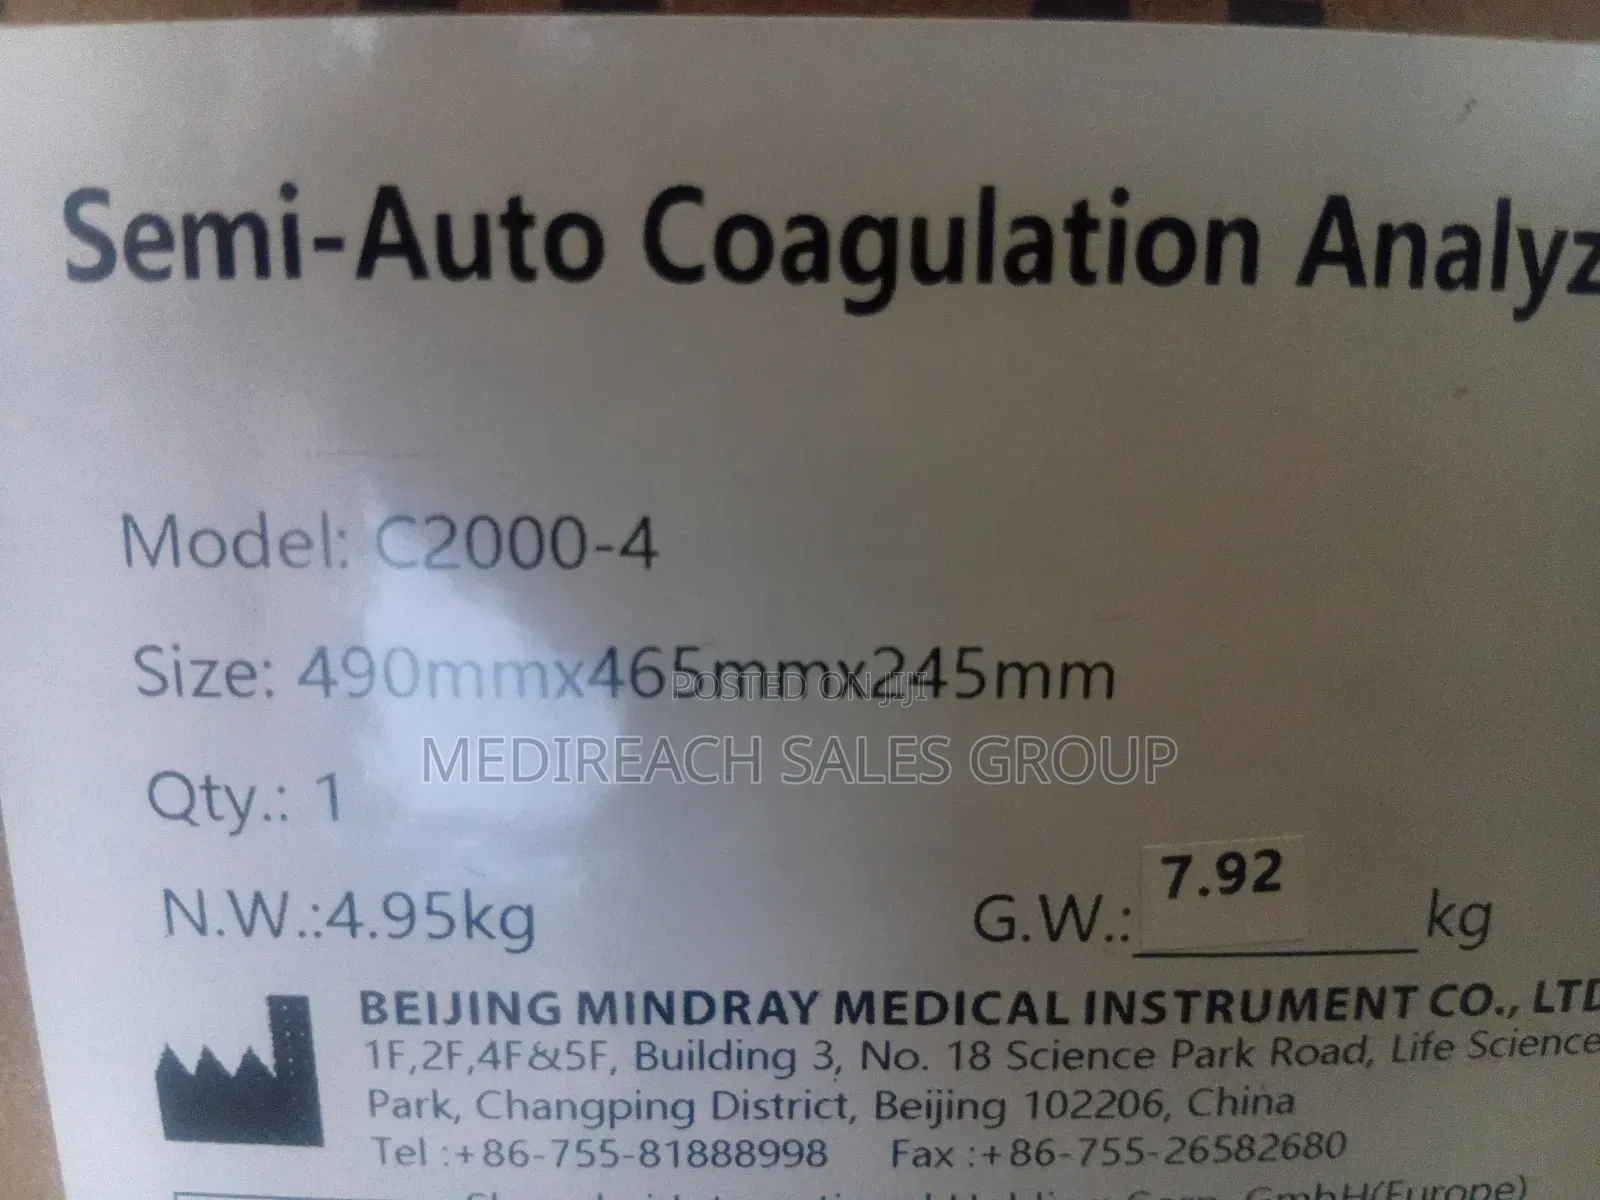 Semi-Auto Coagulation Analyz
Model: C2000-4
Size: 490mmx465mmx245mm
POSTED ON JIJI
MEDIREACH SALES GROUP
Qty.: 1
7.92
N.W.:4.95kg G.W.: kg
BEIJING MINDRAY MEDICAL INSTRUMENT CO., LTD
1F,2F,4F&5F, Building 3, No. 18 Science Park Road, Life Science
Park, Changping District, Beijing 102206, China
Tel :+86-755-81888998 Fax :+86-755-26582680
GmbH(Europe)